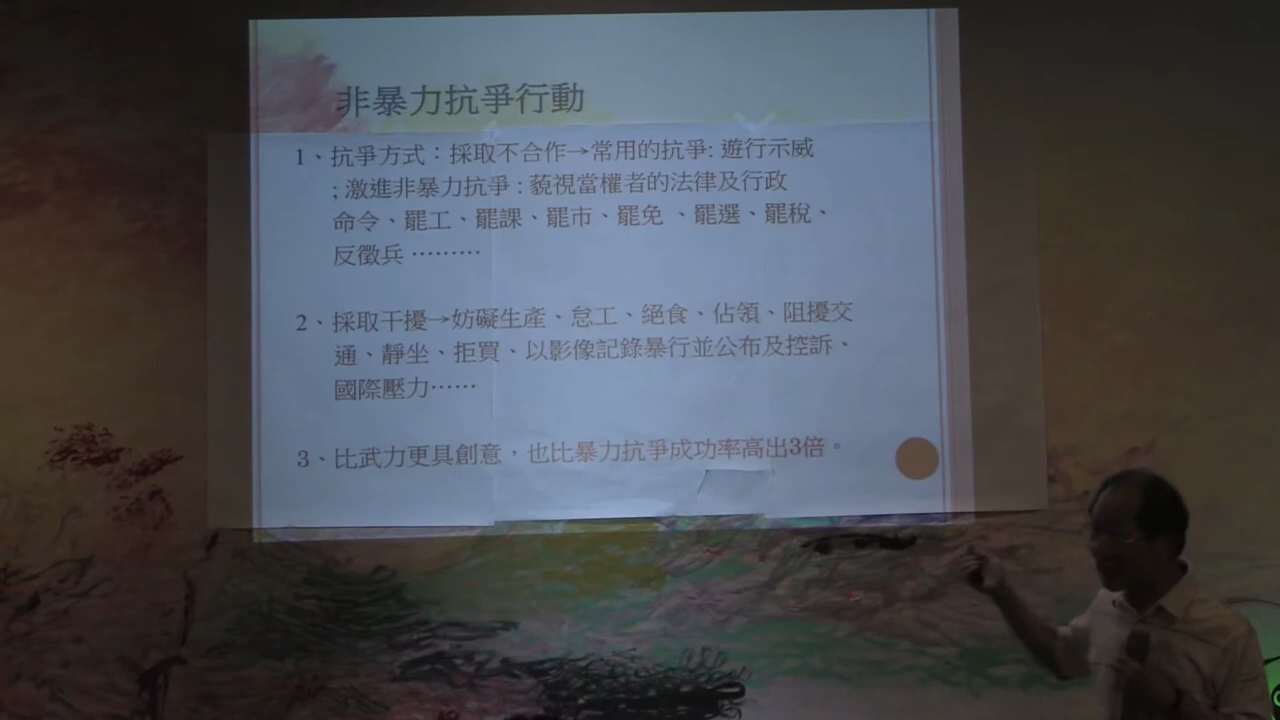 非暴力抗爭行動
1、抗爭方式：採取不合作→常用的抗爭: 遊行示威
; 激進非暴力抗爭 : 藐視當權者的法律及行政
命令、罷工、罷課、罷市、罷免 、罷選、罷稅、
反徵兵 ………
2、採取干擾→妨礙生產、怠工、絕食、佔領、阻擾交
通、靜坐、拒買、以影像記錄暴行並公布及控訴、
國際壓力……
3、比武力更具創意，也比暴力抗爭成功率高出3倍。